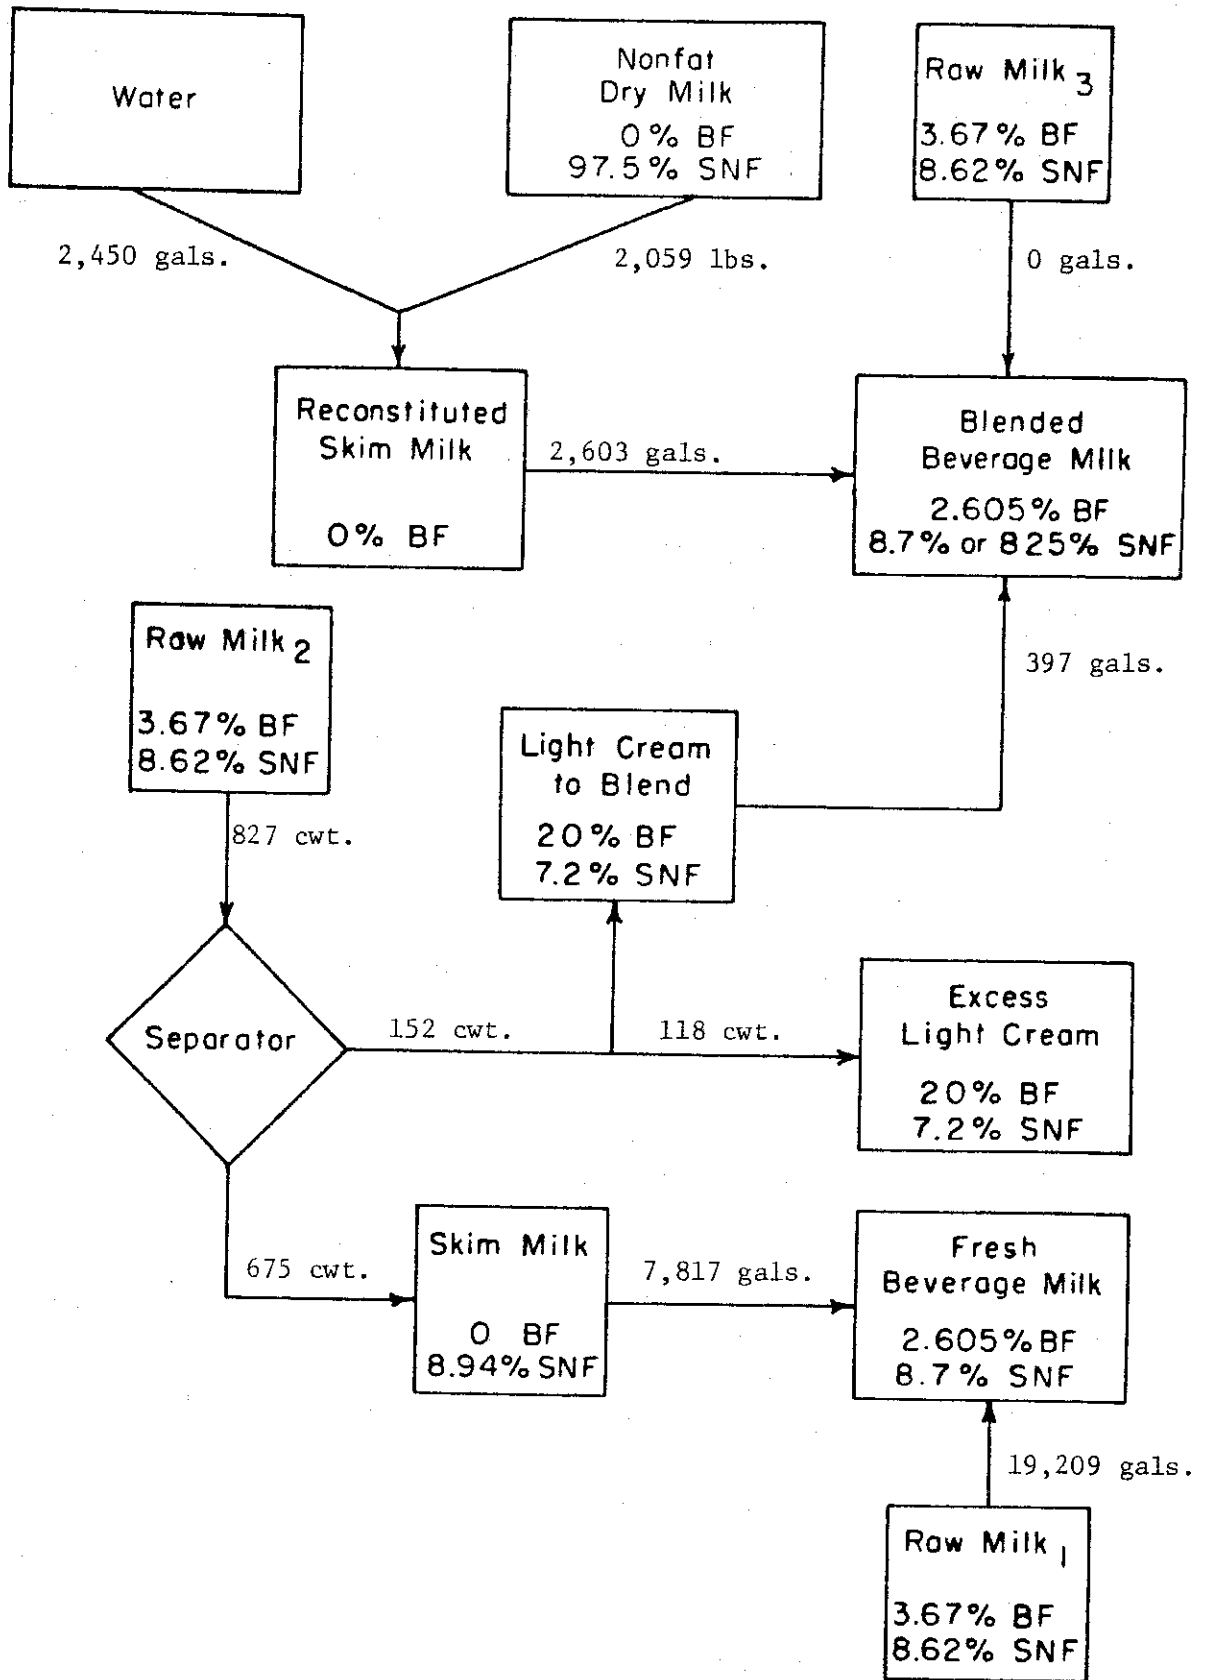 Water
Nonfat
Dry Milk
0% BF
97.5% SNF
Raw Milk 3
3.67% BF
8.62% SNF
2,450 gals.
2,059 lbs.
0 gals.
Reconstituted
Skim Milk
0% BF
2,603 gals.
Blended
Beverage Milk
2.605% BF
8.7% or 825% SNF
Raw Milk 2
3.67% BF
8.62% SNF
827 cwt.
Light Cream
to Blend
20% BF
7.2% SNF
397 gals.
Separator
152 cwt.
118 cwt.
Excess
Light Cream
20% BF
7.2% SNF
675 cwt.
Skim Milk
0 BF
8.94% SNF
7,817 gals.
Fresh
Beverage Milk
2.605% BF
8.7% SNF
19,209 gals.
Raw Milk 1
3.67% BF
8.62% SNF